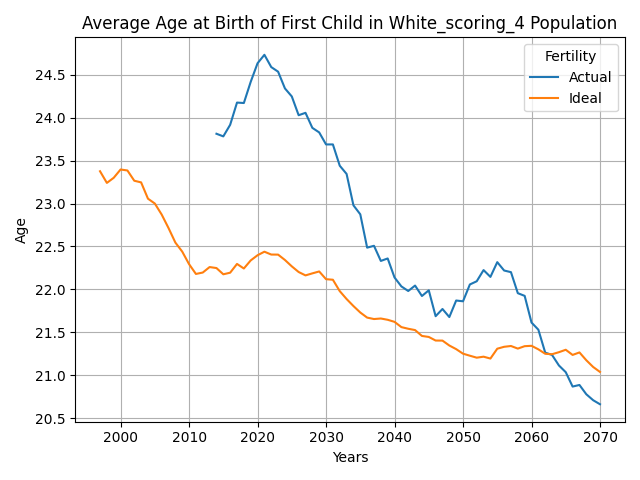 Average Age at Birth of First Child in White_scoring_4 Population
Fertility
Actual
Ideal
24.5
24.0
23.5
23.0
22.5
22.0
21.5
21.0
20.5
Age
2000 2010 2020 2030 2040 2050 2060 2070
Years